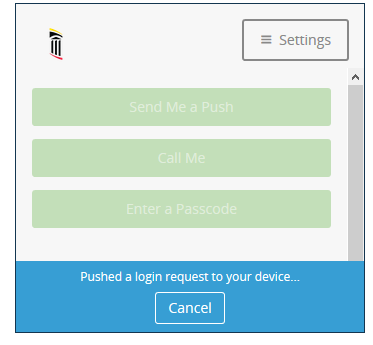 Settings
Send Me a Push
Call Me
Enter a Passcode
Pushed a login request to your device...
Cancel